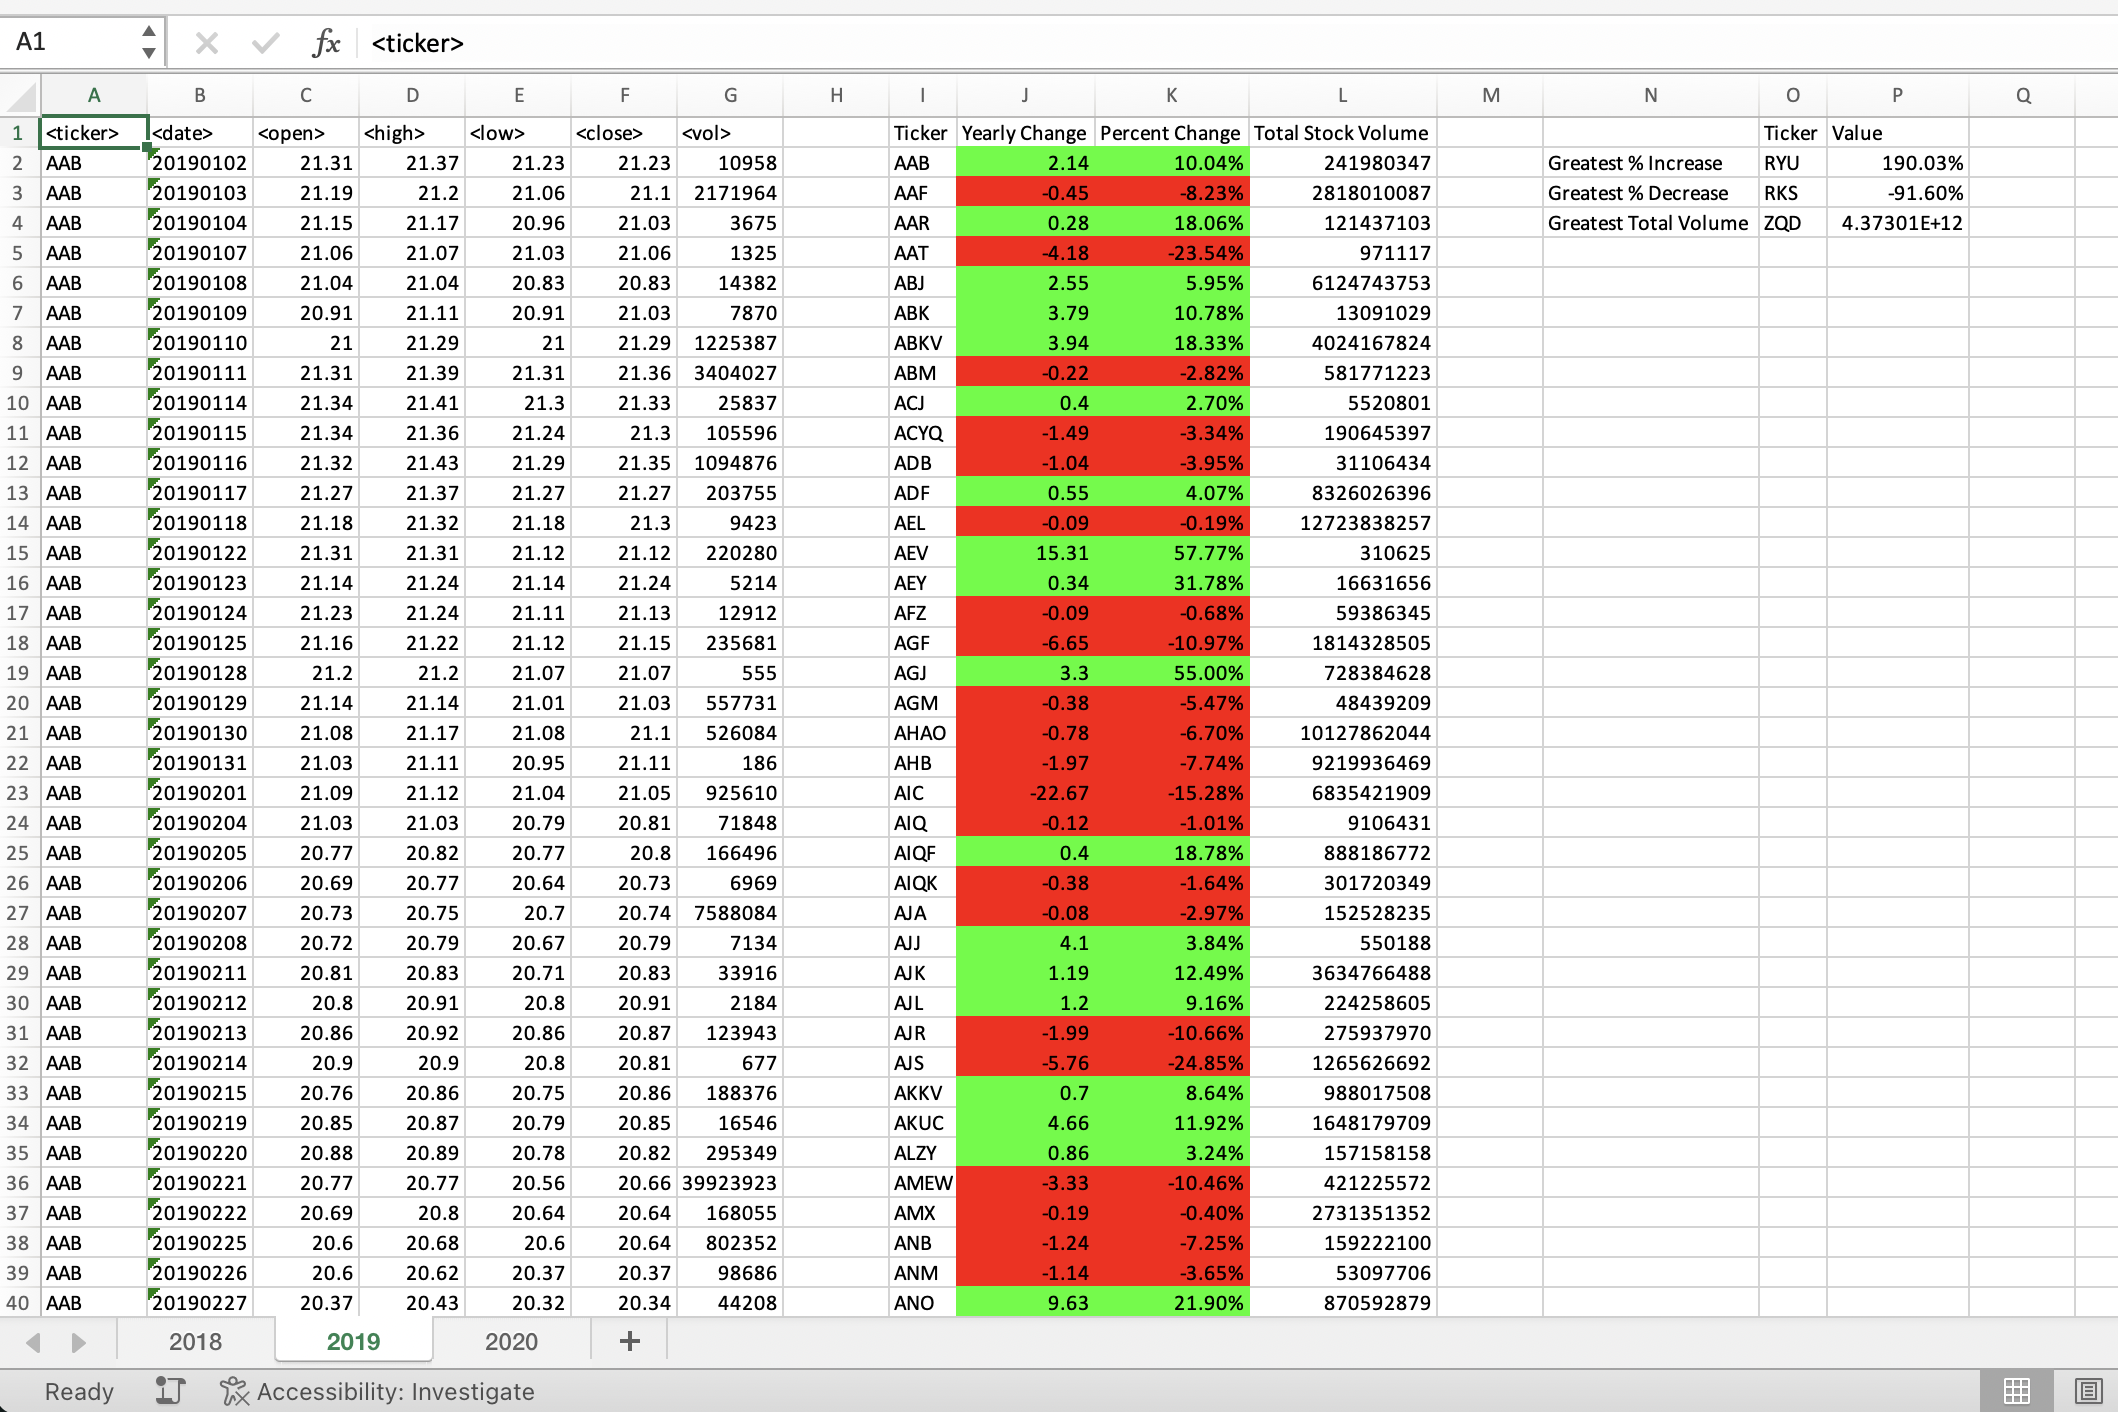 A1 fx <ticker>
A B C D E F G H I J K L M N O P Q
1 <ticker> <date> <open> <high> <low> <close> <vol> Ticker Yearly Change Percent Change Total Stock Volume Ticker Value
2 AAB 20190102 21.31 21.37 21.23 21.23 10958 AAB 2.14 10.04% 241980347 Greatest % Increase RYU 190.03%
3 AAB 20190103 21.19 21.2 21.06 21.1 2171964 AAF -0.45 -8.23% 2818010087 Greatest % Decrease RKS -91.60%
4 AAB 20190104 21.15 21.17 20.96 21.03 3675 AAR 0.28 18.06% 121437103 Greatest Total Volume ZQD 4.37301E+12
5 AAB 20190107 21.06 21.07 21.03 21.06 1325 AAT -4.18 -23.54% 971117
6 AAB 20190108 21.04 21.04 20.83 20.83 14382 ABJ 2.55 5.95% 6124743753
7 AAB 20190109 20.91 21.11 20.91 21.03 7870 ABK 3.79 10.78% 13091029
8 AAB 20190110 21 21.29 21 21.29 1225387 ABKV 3.94 18.33% 4024167824
9 AAB 20190111 21.31 21.39 21.31 21.36 3404027 ABM -0.22 -2.82% 581771223
10 AAB 20190114 21.34 21.41 21.3 21.33 25837 ACJ 0.4 2.70% 5520801
11 AAB 20190115 21.34 21.36 21.24 21.3 105596 ACYQ -1.49 -3.34% 190645397
12 AAB 20190116 21.32 21.43 21.29 21.35 1094876 ADB -1.04 -3.95% 31106434
13 AAB 20190117 21.27 21.37 21.27 21.27 203755 ADF 0.55 4.07% 8326026396
14 AAB 20190118 21.18 21.32 21.18 21.3 9423 AEL -0.09 -0.19% 12723838257
15 AAB 20190122 21.31 21.31 21.12 21.12 220280 AEV 15.31 57.77% 310625
16 AAB 20190123 21.14 21.24 21.14 21.24 5214 AEY 0.34 31.78% 16631656
17 AAB 20190124 21.23 21.24 21.11 21.13 12912 AFZ -0.09 -0.68% 59386345
18 AAB 20190125 21.16 21.22 21.12 21.15 235681 AGF -6.65 -10.97% 1814328505
19 AAB 20190128 21.2 21.2 21.07 21.07 555 AGJ 3.3 55.00% 728384628
20 AAB 20190129 21.14 21.14 21.01 21.03 557731 AGM -0.38 -5.47% 48439209
21 AAB 20190130 21.08 21.17 21.08 21.1 526084 AHAO -0.78 -6.70% 10127862044
22 AAB 20190131 21.03 21.11 20.95 21.11 186 AHB -1.97 -7.74% 9219936469
23 AAB 20190201 21.09 21.12 21.04 21.05 925610 AIC -22.67 -15.28% 6835421909
24 AAB 20190204 21.03 21.03 20.79 20.81 71848 AIQ -0.12 -1.01% 9106431
25 AAB 20190205 20.77 20.82 20.77 20.8 166496 AIQF 0.4 18.78% 888186772
26 AAB 20190206 20.69 20.77 20.64 20.73 6969 AIQK -0.38 -1.64% 301720349
27 AAB 20190207 20.73 20.75 20.7 20.74 7588084 AJA -0.08 -2.97% 152528235
28 AAB 20190208 20.72 20.79 20.67 20.79 7134 AJJ 4.1 3.84% 550188
29 AAB 20190211 20.81 20.83 20.71 20.83 33916 AJK 1.19 12.49% 3634766488
30 AAB 20190212 20.8 20.91 20.8 20.91 2184 AJL 1.2 9.16% 224258605
31 AAB 20190213 20.86 20.92 20.86 20.87 123943 AJR -1.99 -10.66% 275937970
32 AAB 20190214 20.9 20.9 20.8 20.81 677 AJS -5.76 -24.85% 1265626692
33 AAB 20190215 20.76 20.86 20.75 20.86 188376 AKKV 0.7 8.64% 988017508
34 AAB 20190219 20.85 20.87 20.79 20.85 16546 AKUC 4.66 11.92% 1648179709
35 AAB 20190220 20.88 20.89 20.78 20.82 295349 ALZY 0.86 3.24% 157158158
36 AAB 20190221 20.77 20.77 20.56 20.66 39923923 AMEW -3.33 -10.46% 421225572
37 AAB 20190222 20.69 20.8 20.64 20.64 168055 AMX -0.19 -0.40% 2731351352
38 AAB 20190225 20.6 20.68 20.6 20.64 802352 ANB -1.24 -7.25% 159222100
39 AAB 20190226 20.6 20.62 20.37 20.37 98686 ANM -1.14 -3.65% 53097706
40 AAB 20190227 20.37 20.43 20.32 20.34 44208 ANO 9.63 21.90% 870592879
2018 2019 2020 +
Ready Accessibility: Investigate